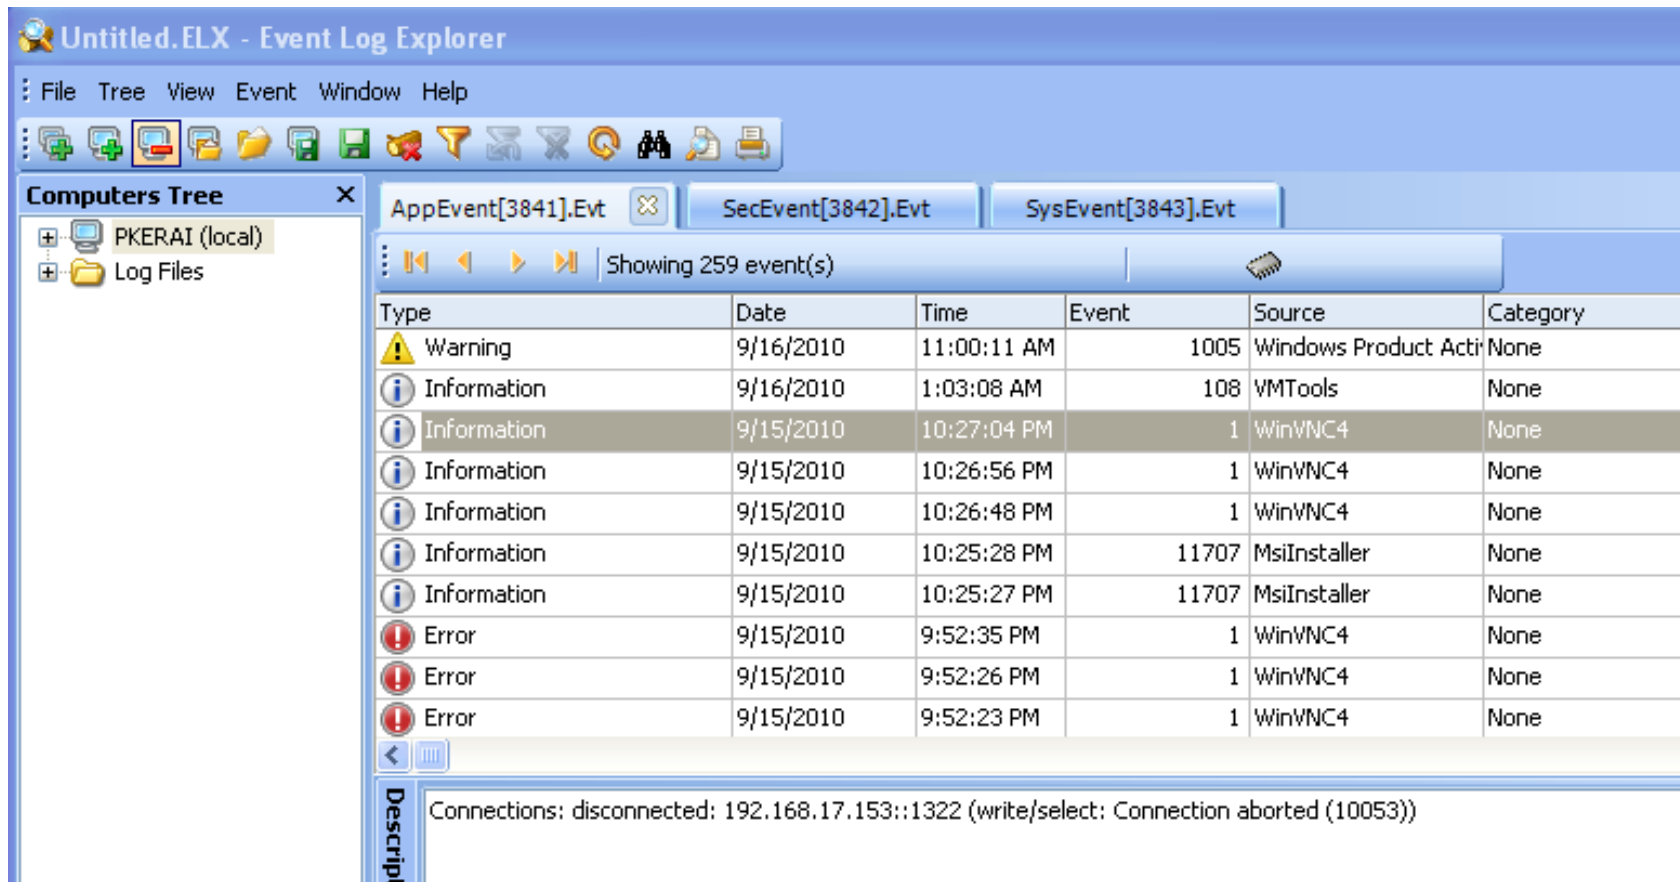 Untitled.ELX - Event Log Explorer
File Tree View Event Window Help
Computers Tree
PKERAI (local)
Log Files
AppEvent[3841].Evt SecEvent[3842].Evt SysEvent[3843].Evt
Showing 259 event(s)
Type Date Time Event Source Category
Warning 9/16/2010 11:00:11 AM 1005 Windows Product Acti None
Information 9/16/2010 1:03:08 AM 108 VMTools None
Information 9/15/2010 10:27:04 PM 1 WinVNC4 None
Information 9/15/2010 10:26:56 PM 1 WinVNC4 None
Information 9/15/2010 10:26:48 PM 1 WinVNC4 None
Information 9/15/2010 10:25:28 PM 11707 MsiInstaller None
Information 9/15/2010 10:25:27 PM 11707 MsiInstaller None
Error 9/15/2010 9:52:35 PM 1 WinVNC4 None
Error 9/15/2010 9:52:26 PM 1 WinVNC4 None
Error 9/15/2010 9:52:23 PM 1 WinVNC4 None
Descript
Connections: disconnected: 192.168.17.153::1322 (write/select: Connection aborted (10053))